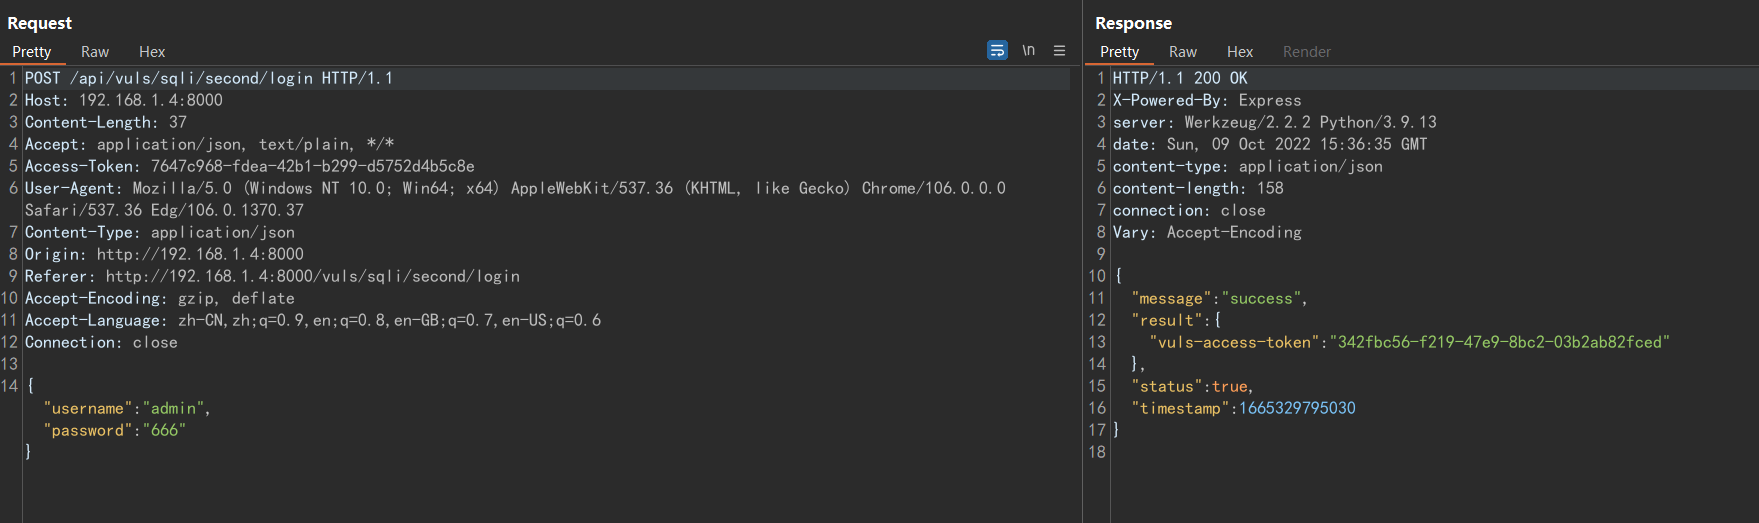 Request
Pretty Raw Hex \n
1 POST /api/vuls/sqli/second/login HTTP/1.1
2 Host: 192.168.1.4:8000
3 Content-Length: 37
4 Accept: application/json, text/plain, */*
5 Access-Token: 7647c968-fdea-42b1-b299-d5752d4b5c8e
6 User-Agent: Mozilla/5.0 (Windows NT 10.0; Win64; x64) AppleWebKit/537.36 (KHTML, like Gecko) Chrome/106.0.0.0
Safari/537.36 Edg/106.0.1370.37
7 Content-Type: application/json
8 Origin: http://192.168.1.4:8000
9 Referer: http://192.168.1.4:8000/vuls/sqli/second/login
10 Accept-Encoding: gzip, deflate
11 Accept-Language: zh-CN,zh;q=0.9,en;q=0.8,en-GB;q=0.7,en-US;q=0.6
12 Connection: close
13
14 {
"username":"admin",
"password":"666"
}
Response
Pretty Raw Hex Render
1 HTTP/1.1 200 OK
2 X-Powered-By: Express
3 server: Werkzeug/2.2.2 Python/3.9.13
4 date: Sun, 09 Oct 2022 15:36:35 GMT
5 content-type: application/json
6 content-length: 158
7 connection: close
8 Vary: Accept-Encoding
9
10 {
11 "message":"success",
12 "result":{
13 "vuls-access-token":"342fbc56-f219-47e9-8bc2-03b2ab82fced"
14 },
15 "status":true,
16 "timestamp":1665329795030
17 }
18